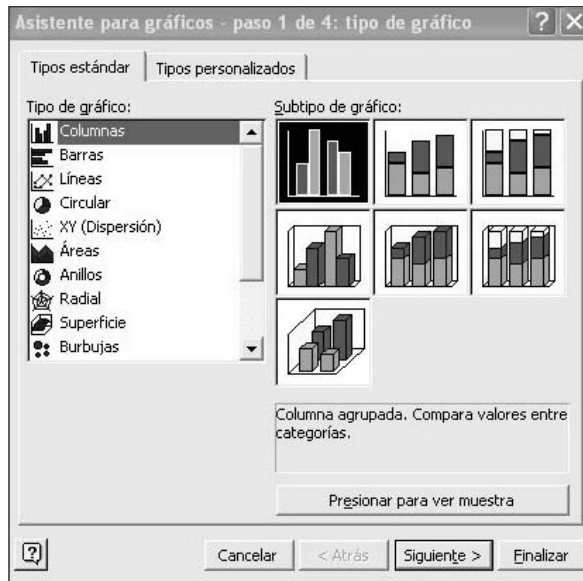 Asistente para gráficos - paso 1 de 4: tipo de gráfico
Tipos estándar
Tipos personalizados
Tipo de gráfico:
Columnas
Barras
Líneas
Circular
XY (Dispersión)
Áreas
Anillos
Radial
Superficie
Burbujas
Subtipo de gráfico:
Columna agrupada. Compara valores entre
categorías.
Presionar para ver muestra
Cancelar
< Atrás
Siguiente >
Finalizar